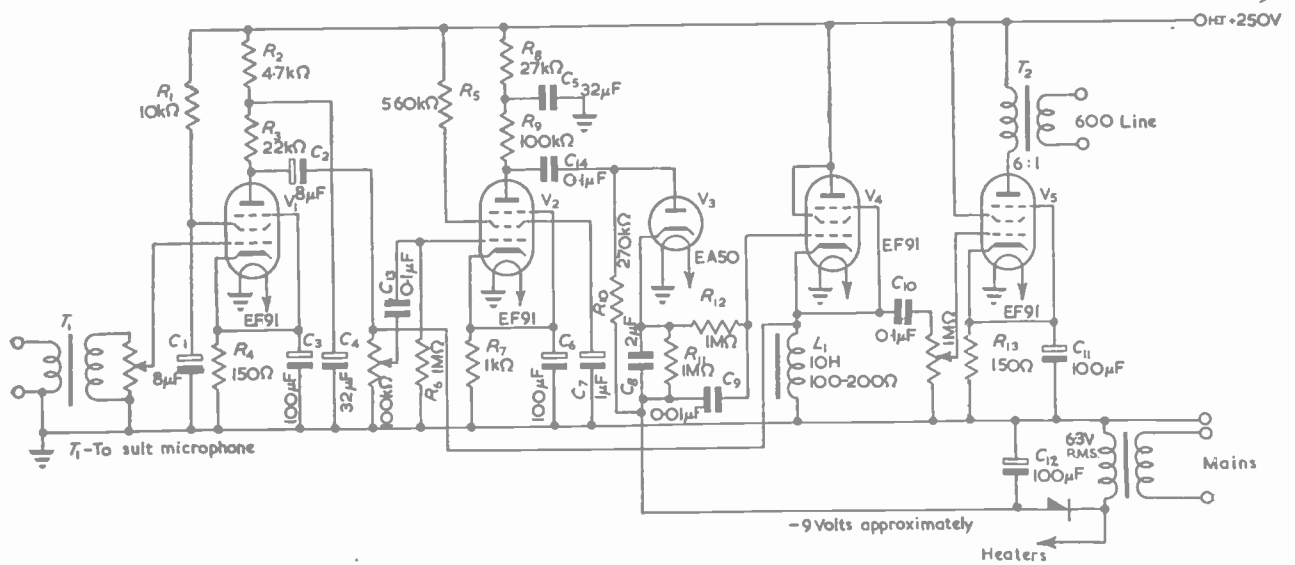 HT +250V
R2
4.7kΩ
R1
10kΩ
R3
22kΩ
C2
8μF
V1
EF91
R5
560kΩ
R8
27kΩ
C5
32μF
R9
100kΩ
C14
0.1μF
V2
EF91
V3
EA50
V4
EF91
V5
EF91
T2
600 Line
6:1
270kΩ
R10
C13
0.1μF
R12
1MΩ
C10
0.1μF
1MΩ
T1
C1
8μF
R4
150Ω
C3
100μF
C4
32μF
100kΩ
R6 1MΩ
R7
1kΩ
C6
100μF
C7
1μF
2μF
C8
R11
1MΩ
C9
0.01μF
L1
10H
100-200Ω
R13
150Ω
C11
100μF
T1-To suit microphone
C12
100μF
6.3V
R.M.S.
Mains
-9 Volts approximately
Heaters